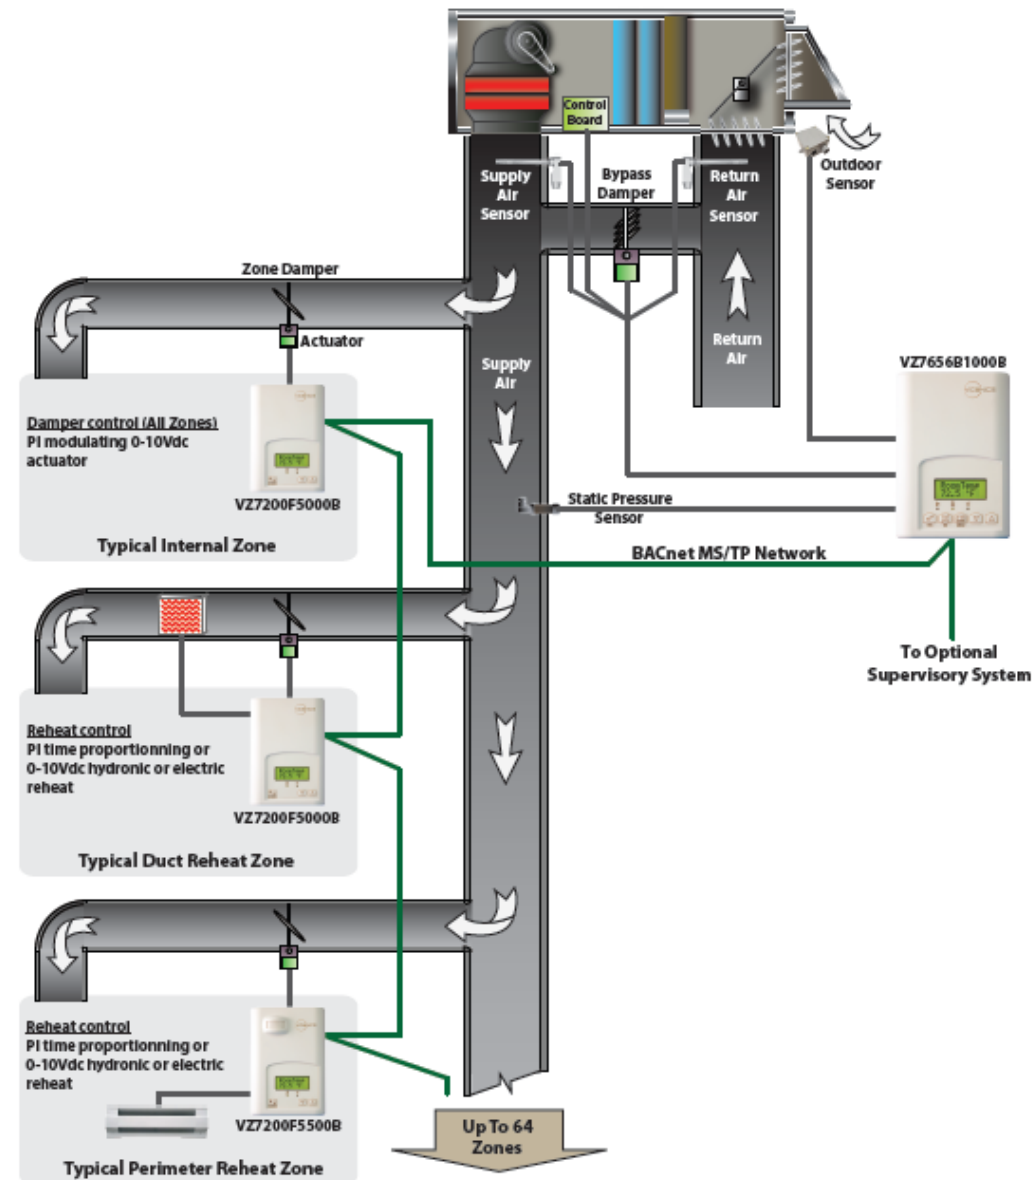 Control
Board
Supply
Air
Sensor
Bypass
Damper
Return
Air
Sensor
Outdoor
Sensor
Zone Damper
Actuator
Supply
Air
Return
Air
VZ7656B1000B
Damper control (All Zones)
PI modulating 0-10Vdc
actuator
VZ7200F5000B
Typical Internal Zone
Static Pressure
Sensor
BACnet MS/TP Network
To Optional
Supervisory System
Reheat control
PI time proportionning or
0-10Vdc hydronic or electric
reheat
VZ7200F5000B
Typical Duct Reheat Zone
Reheat control
PI time proportionning or
0-10Vdc hydronic or electric
reheat
VZ7200F5500B
Typical Perimeter Reheat Zone
Up To 64
Zones